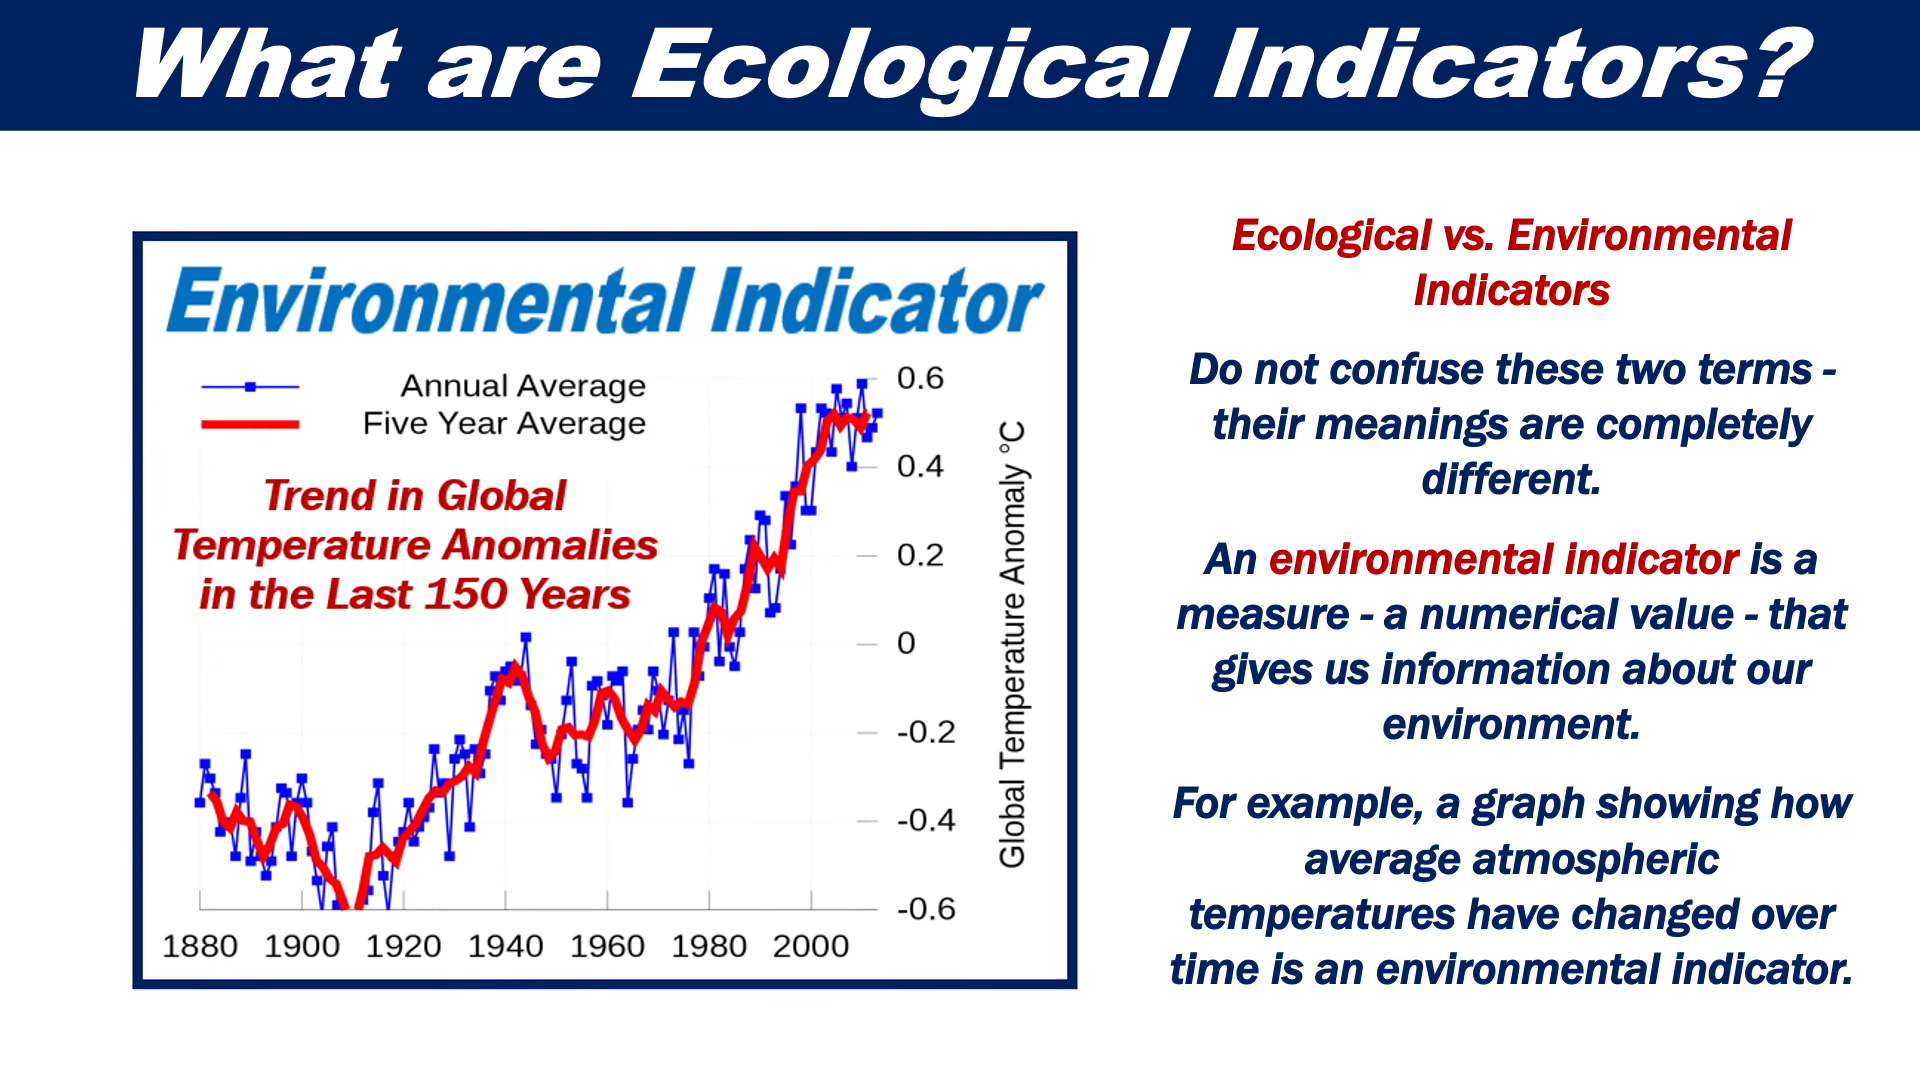 What are Ecological Indicators?
Environmental Indicator
Annual Average
Five Year Average
Trend in Global
Temperature Anomalies
in the Last 150 Years
0.6
0.4
0.2
0
-0.2
-0.4
-0.6
Global Temperature Anomaly °C
1880 1900 1920 1940 1960 1980 2000
Ecological vs. Environmental
Indicators
Do not confuse these two terms -
their meanings are completely
different.
An environmental indicator is a
measure - a numerical value - that
gives us information about our
environment.
For example, a graph showing how
average atmospheric
temperatures have changed over
time is an environmental indicator.